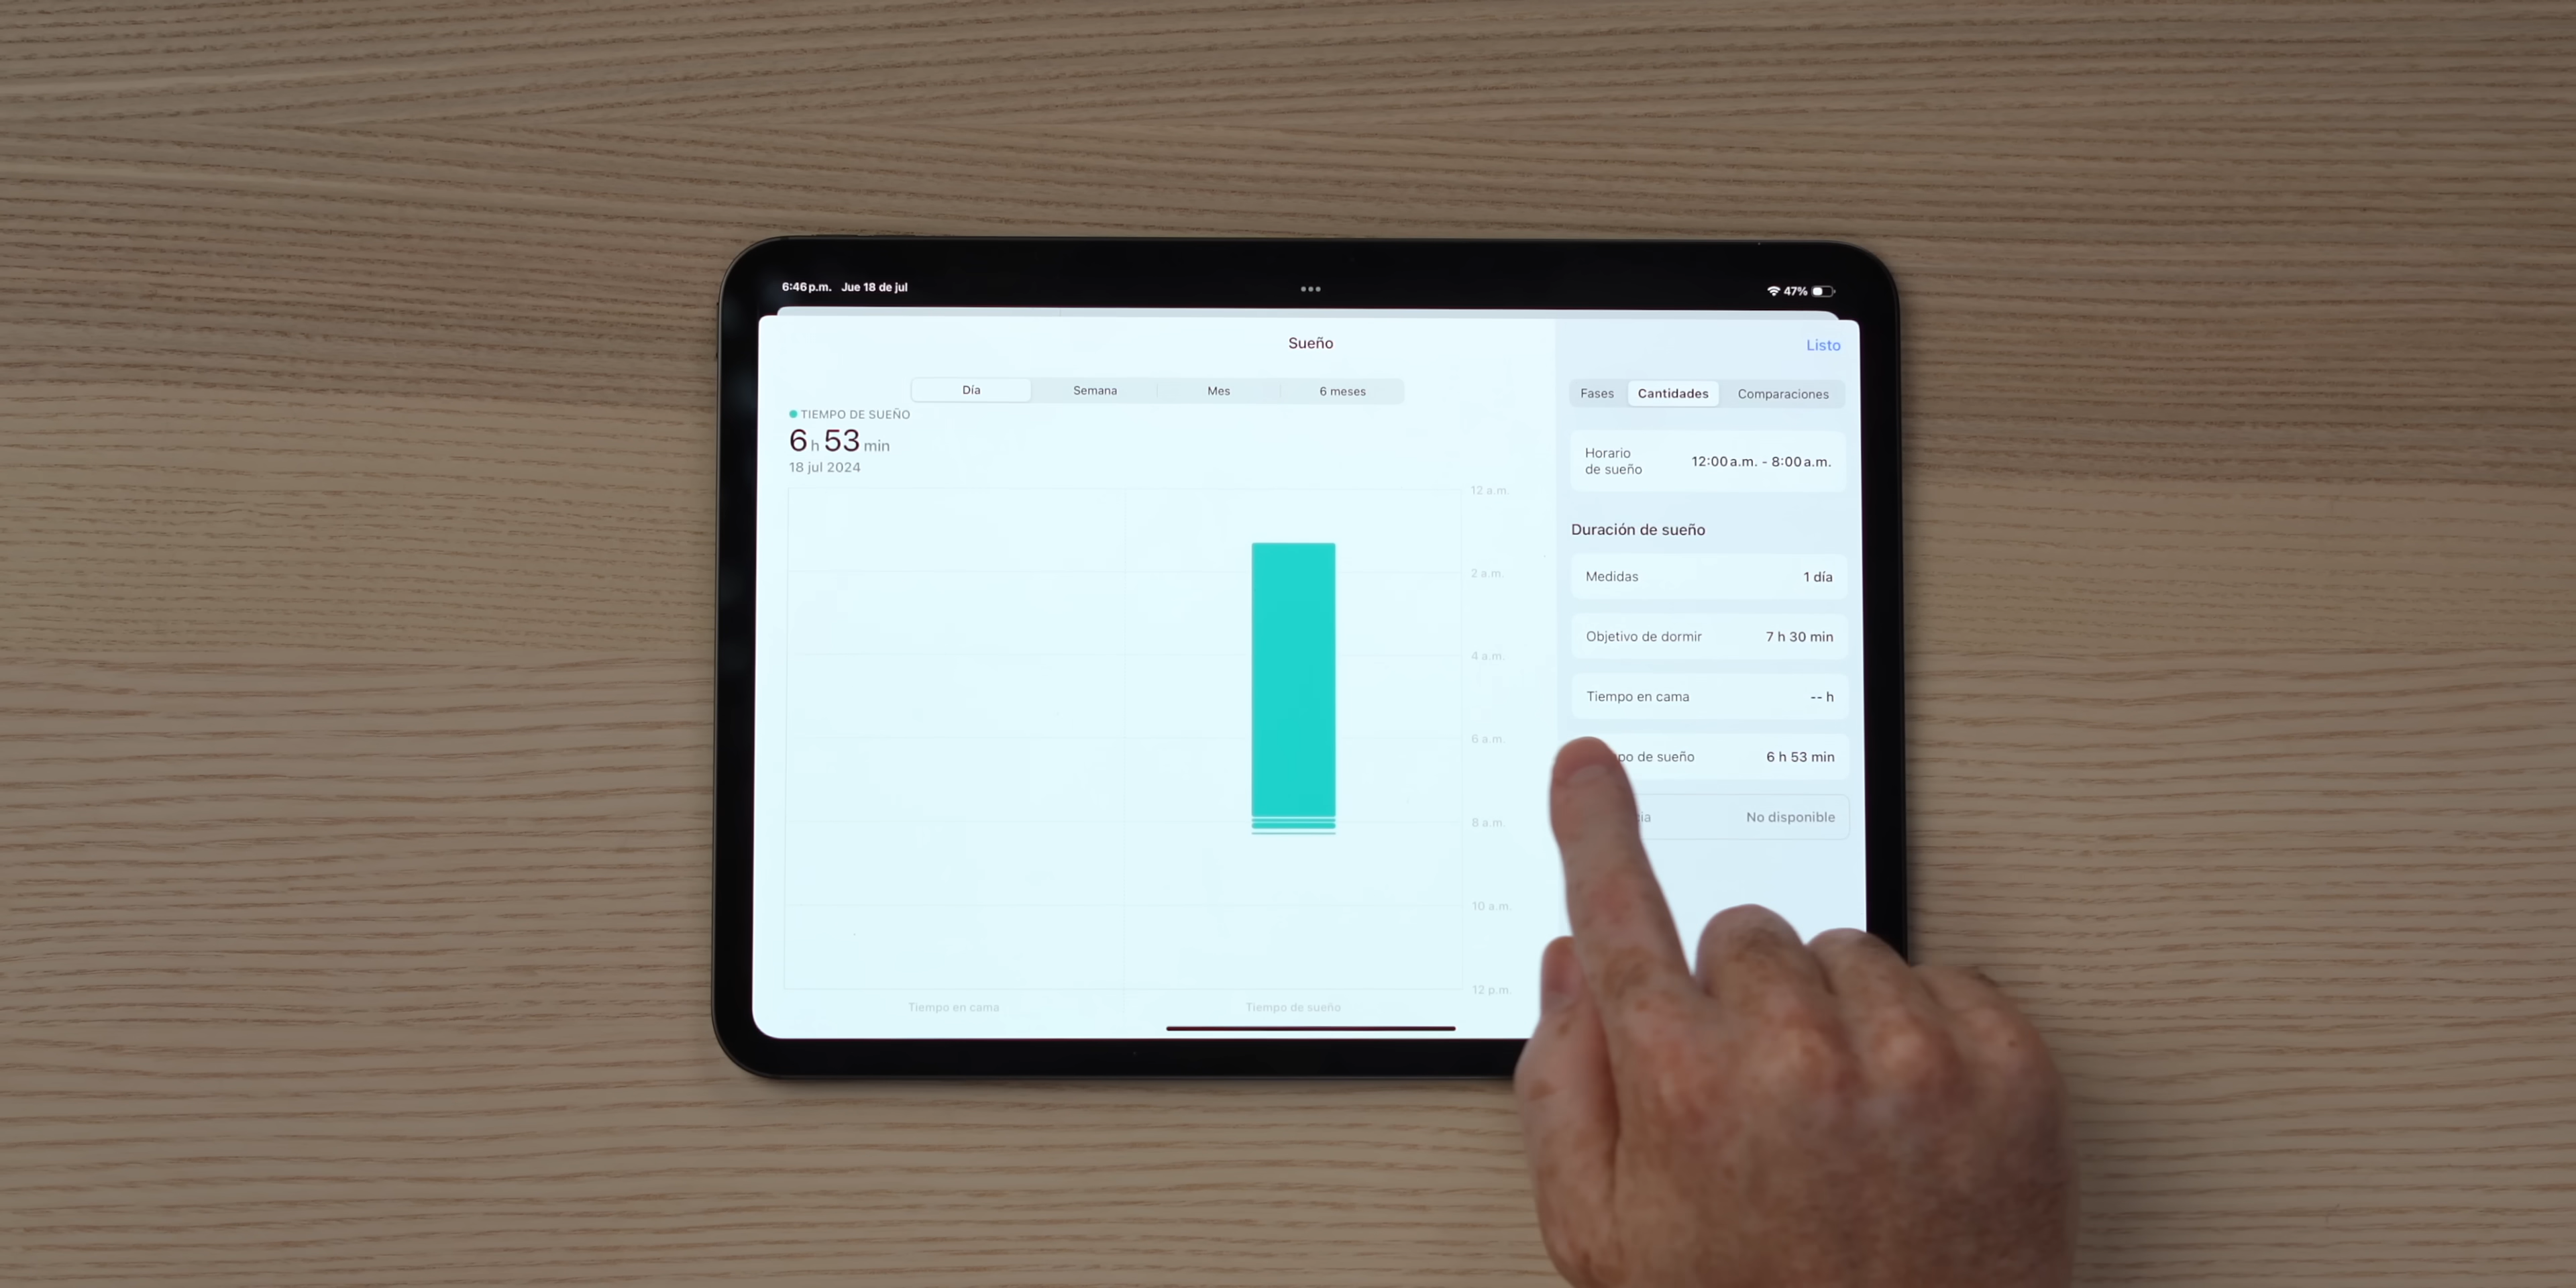 6:46 p.m. Jue 18 de jul
47%
Sueño
Listo
Día Semana Mes 6 meses
TIEMPO DE SUEÑO
6 h 53 min
18 jul 2024
12 a.m.
2 a.m.
4 a.m.
6 a.m.
8 a.m.
10 a.m.
12 p.m.
Tiempo en cama Tiempo de sueño
Fases Cantidades Comparaciones
Horario
de sueño
12:00 a.m. - 8:00 a.m.
Duración de sueño
Medidas 1 día
Objetivo de dormir 7 h 30 min
Tiempo en cama -- h
de sueño 6 h 53 min
No disponible